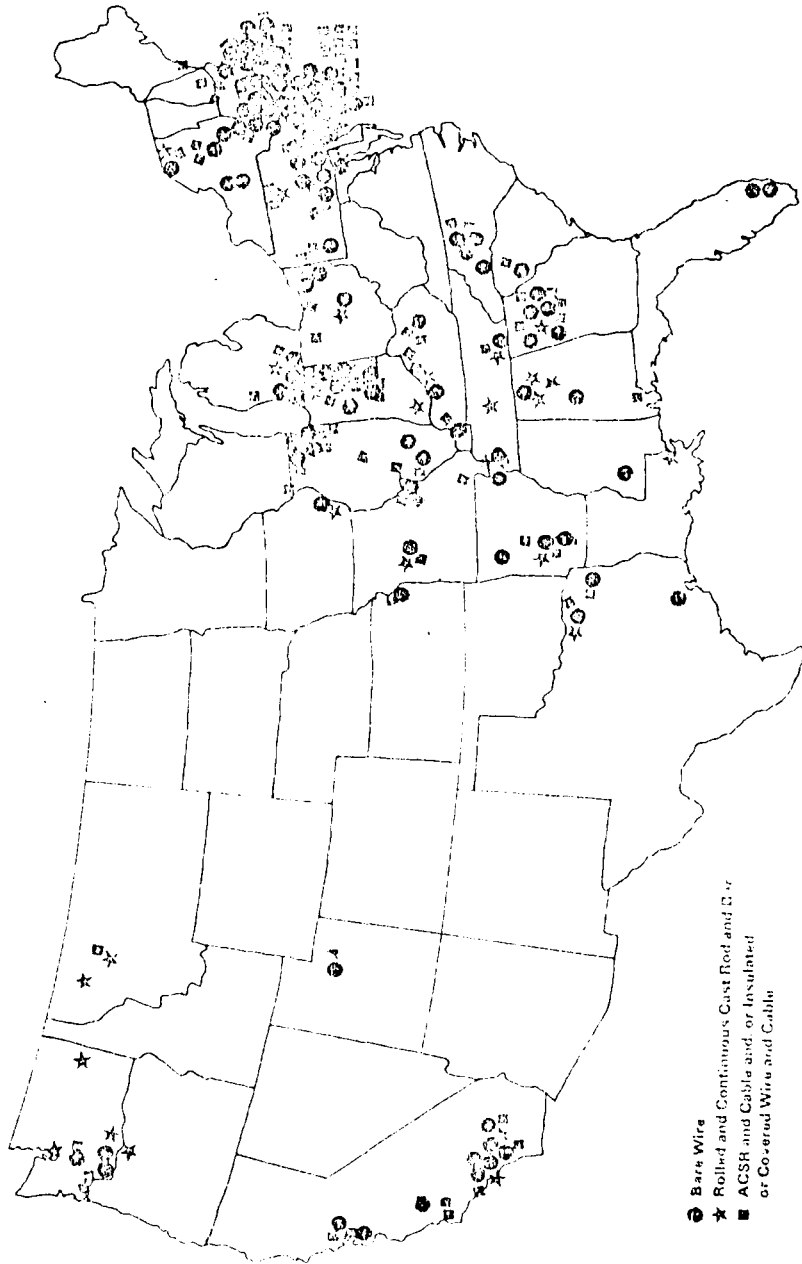 Bare Wire
Rolled and Continuous Cast Rod and Bar
ACSR and Cable and/or Insulated
or Covered Wire and Cable